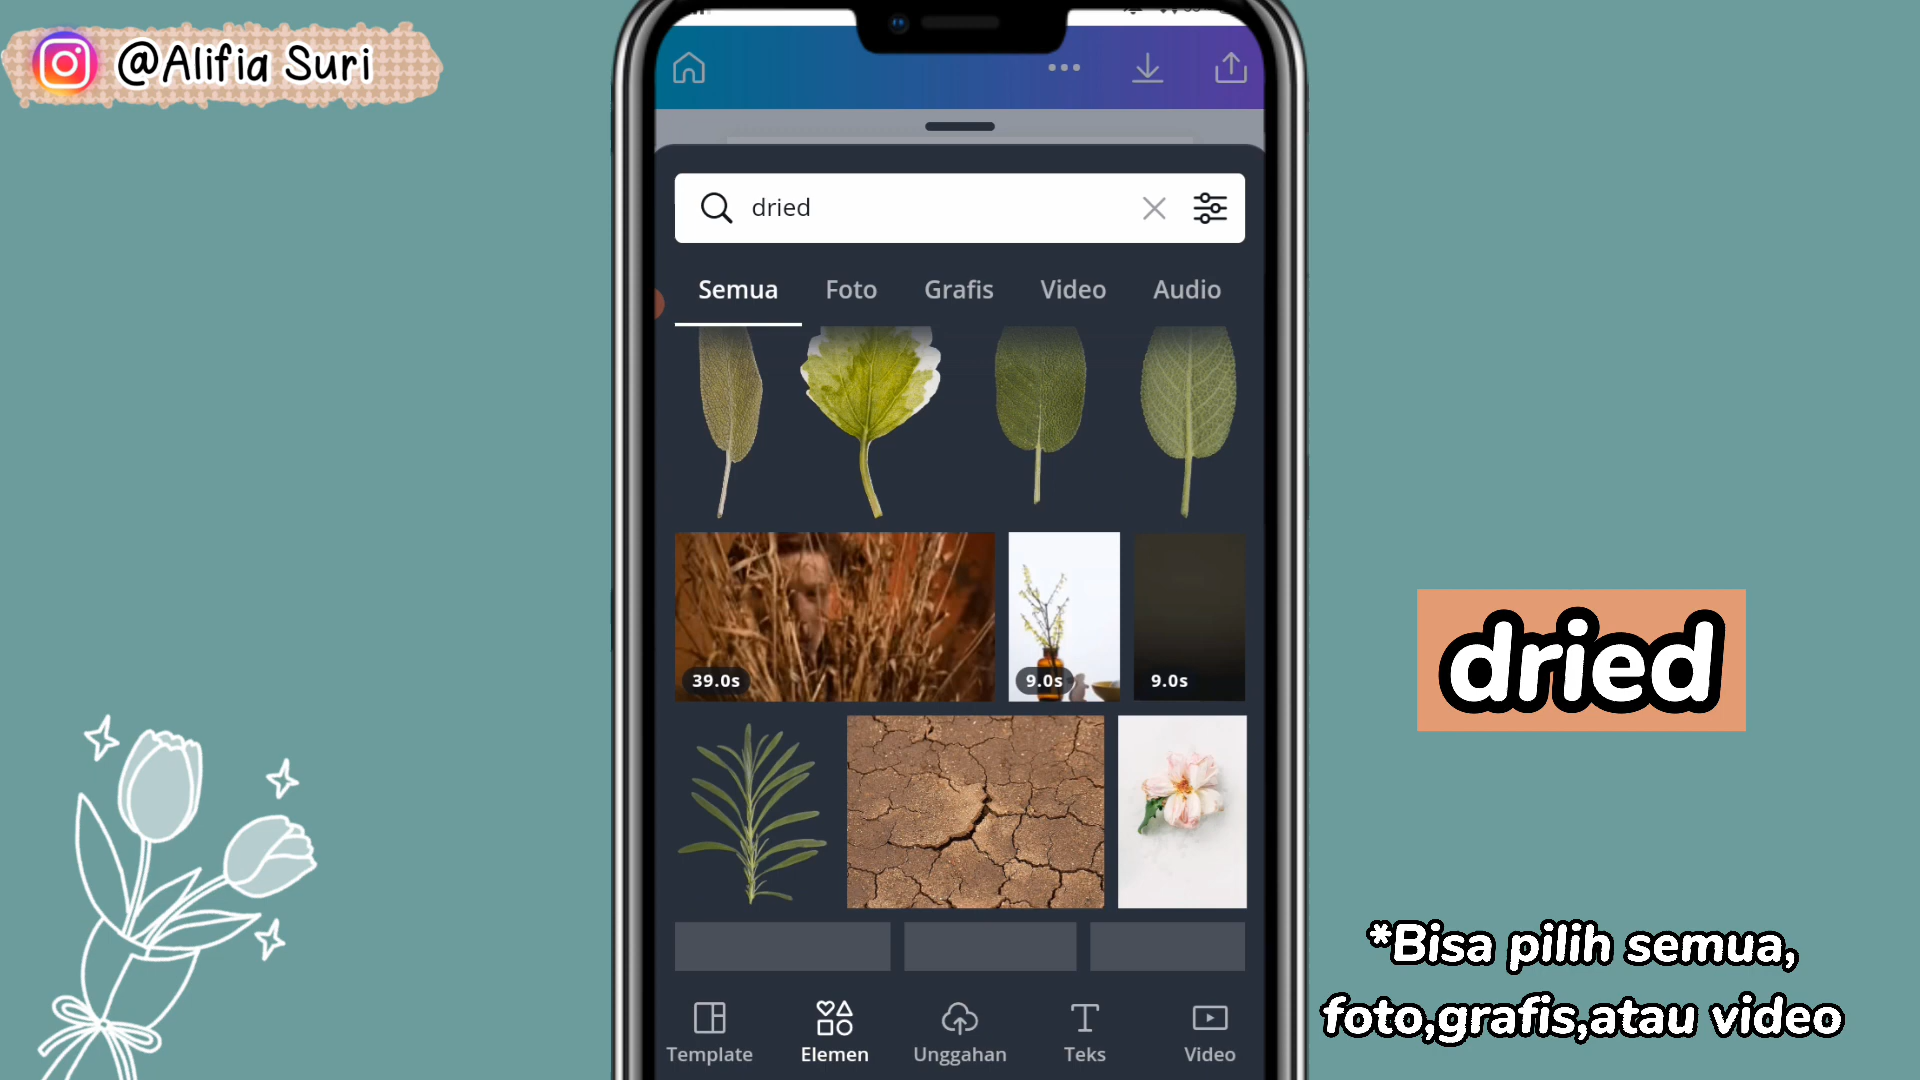 @Alifia Suri
dried
Semua Foto Grafis Video Audio
39.0s 9.0s 9.0s
dried
*Bisa pilih semua,
foto,grafis,atau video
Template Elemen Unggahan Teks Video